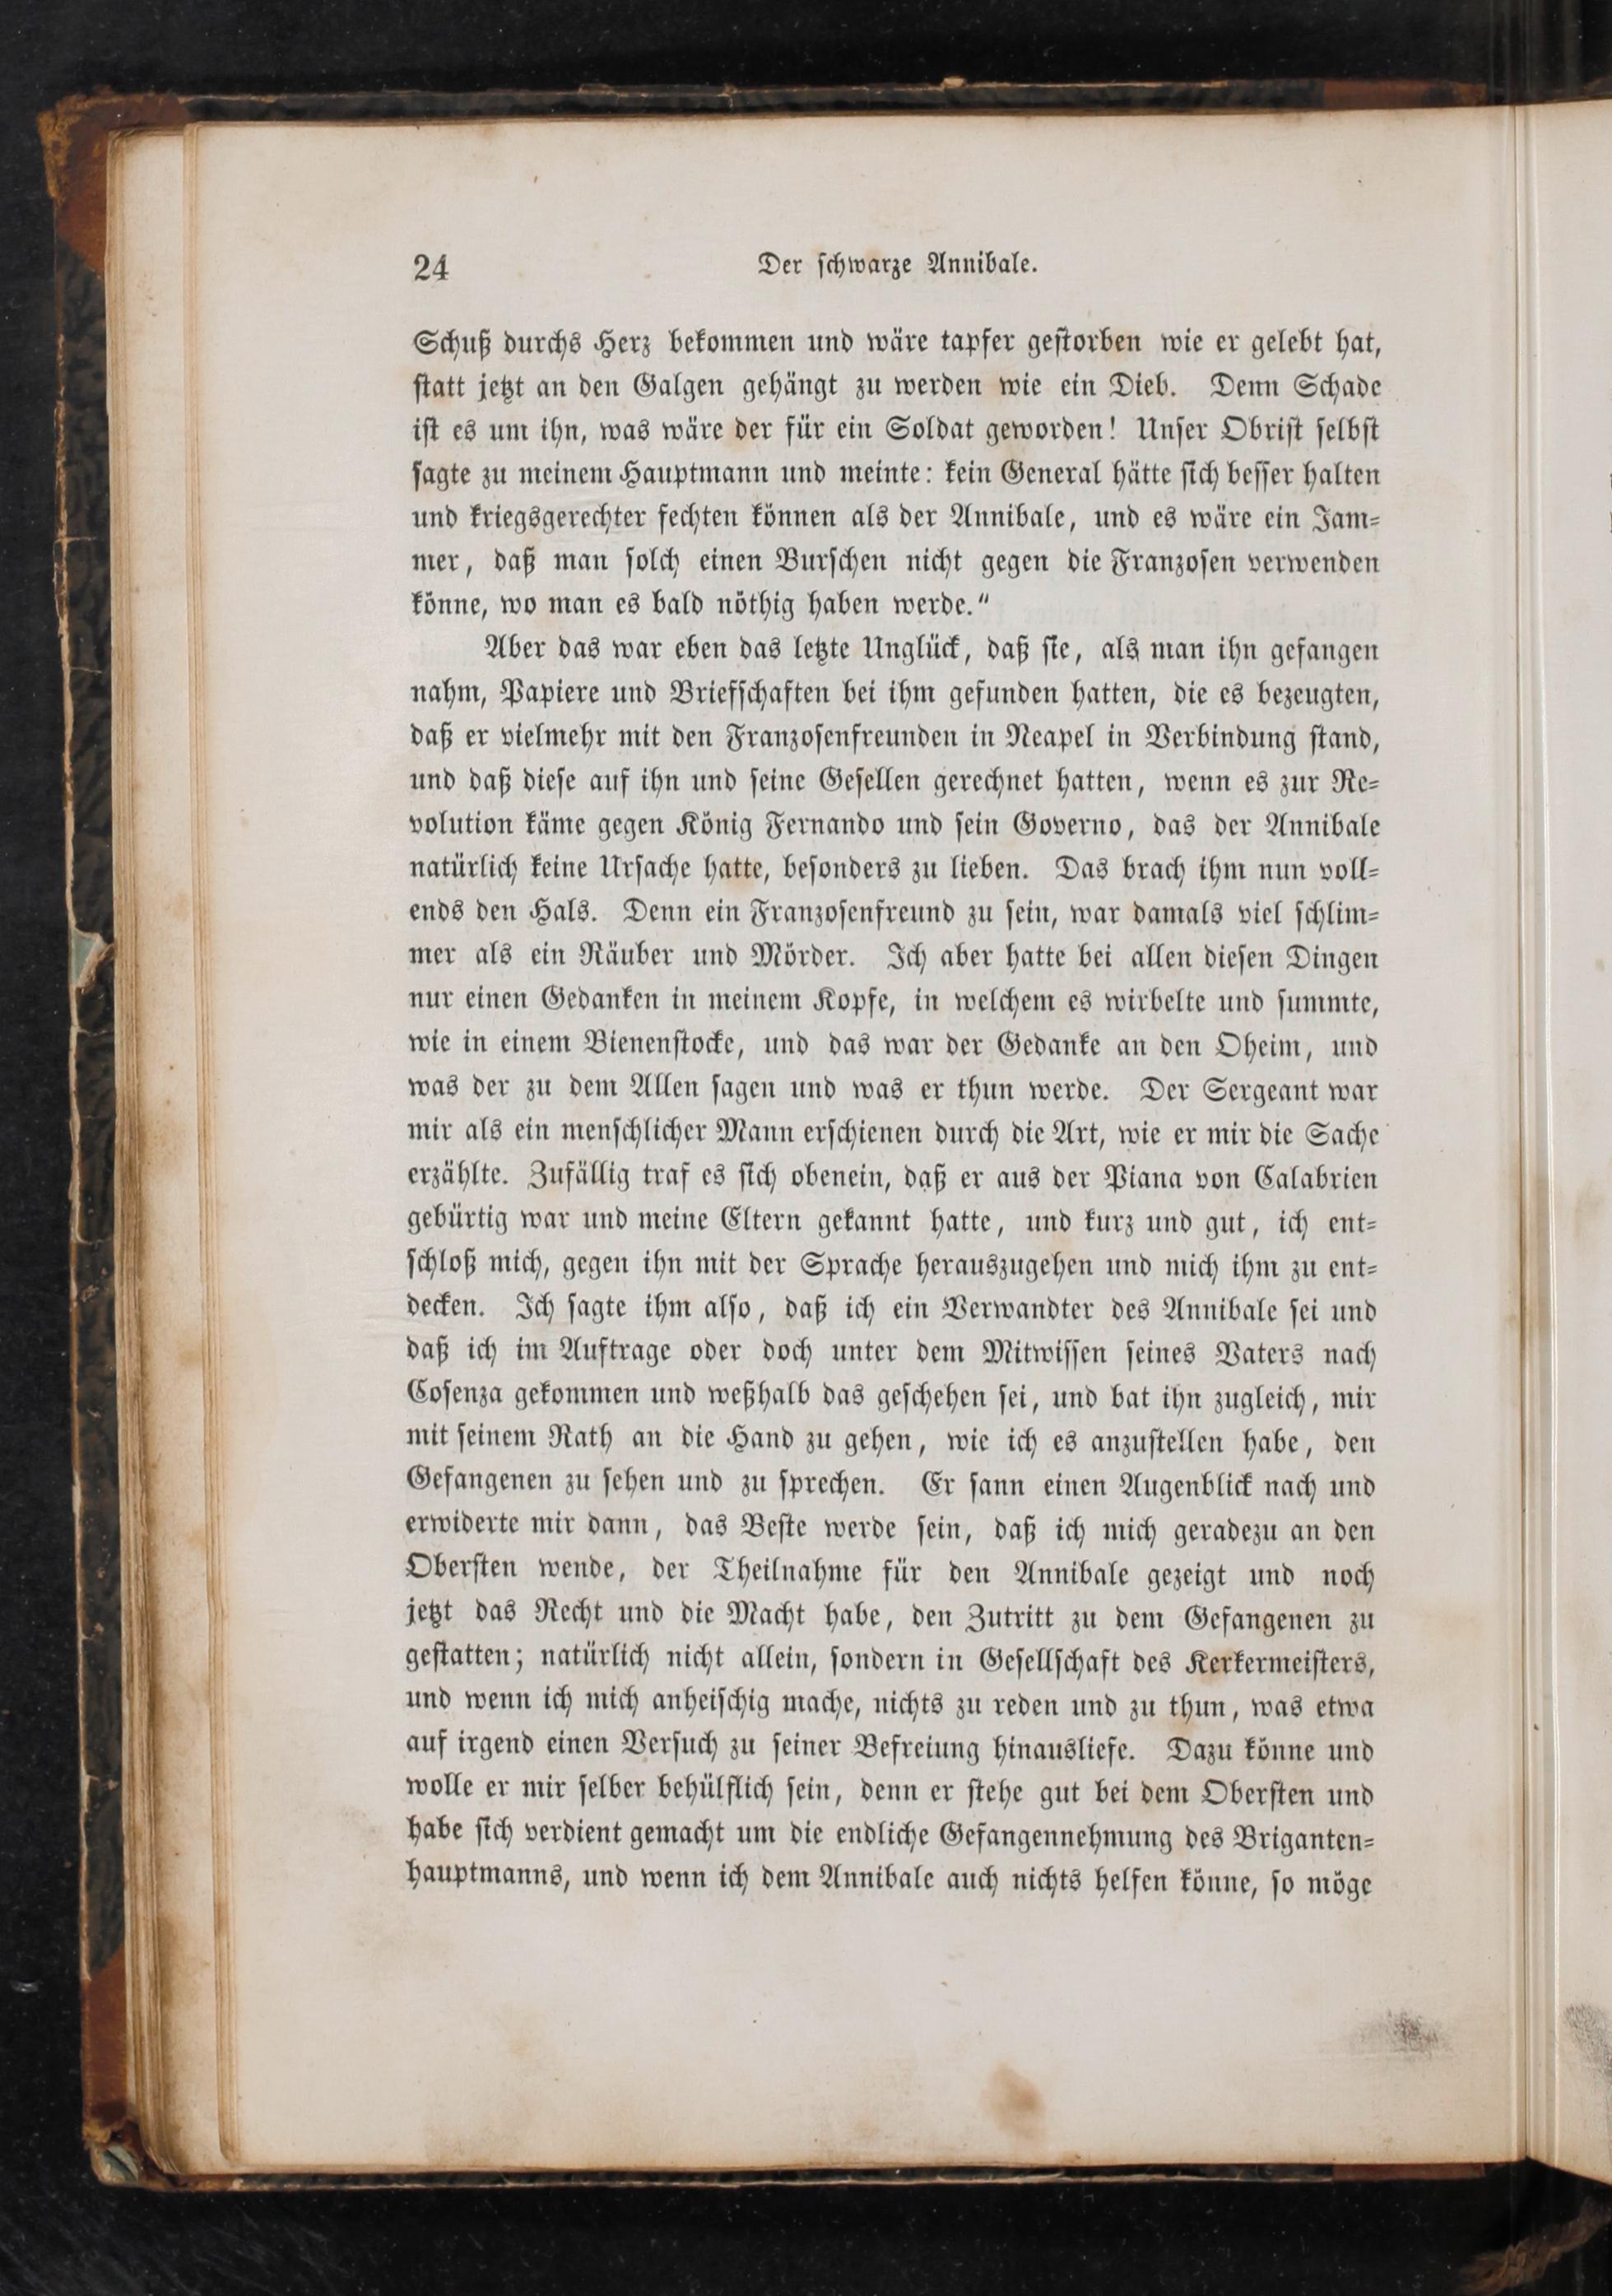 24
Der schwarze Annibale.
Schuß durchs Herz bekommen und wäre tapfer gestorben wie er gelebt hat,
statt jetzt an den Galgen gehängt zu werden wie ein Dieb. Denn Schade
ist es um ihn, was wäre der für ein Soldat geworden! Unser Obrist selbst
sagte zu meinem Hauptmann und meinte: kein General hätte sich besser halten
und kriegsgerechter fechten können als der Annibale, und es wäre ein Jam-
mer, daß man solch einen Burschen nicht gegen die Franzosen verwenden
könne, wo man es bald nöthig haben werde.“
Aber das war eben das letzte Unglück, daß sie, als man ihn gefangen
nahm, Papiere und Briefschaften bei ihm gefunden hatten, die es bezeugten,
daß er vielmehr mit den Franzosenfreunden in Neapel in Verbindung stand,
und daß diese auf ihn und seine Gesellen gerechnet hatten, wenn es zur Re-
volution käme gegen König Fernando und sein Governo, das der Annibale
natürlich keine Ursache hatte, besonders zu lieben. Das brach ihm nun voll-
ends den Hals. Denn ein Franzosenfreund zu sein, war damals viel schlim-
mer als ein Räuber und Mörder. Ich aber hatte bei allen diesen Dingen
nur einen Gedanken in meinem Kopfe, in welchem es wirbelte und summte,
wie in einem Bienenstocke, und das war der Gedanke an den Oheim, und
was der zu dem Allen sagen und was er thun werde. Der Sergeant war
mir als ein menschlicher Mann erschienen durch die Art, wie er mir die Sache
erzählte. Zufällig traf es sich obenein, daß er aus der Piana von Calabrien
gebürtig war und meine Eltern gekannt hatte, und kurz und gut, ich ent-
schloß mich, gegen ihn mit der Sprache herauszugehen und mich ihm zu ent-
decken. Ich sagte ihm also, daß ich ein Verwandter des Annibale sei und
daß ich im Auftrage oder doch unter dem Mitwissen seines Vaters nach
Cosenza gekommen und weßhalb das geschehen sei, und bat ihn zugleich, mir
mit seinem Rath an die Hand zu gehen, wie ich es anzustellen habe, den
Gefangenen zu sehen und zu sprechen. Er sann einen Augenblick nach und
erwiderte mir dann, das Beste werde sein, daß ich mich geradezu an den
Obersten wende, der Theilnahme für den Annibale gezeigt und noch
jetzt das Recht und die Macht habe, den Zutritt zu dem Gefangenen zu
gestatten; natürlich nicht allein, sondern in Gesellschaft des Kerkermeisters,
und wenn ich mich anheischig mache, nichts zu reden und zu thun, was etwa
auf irgend einen Versuch zu seiner Befreiung hinausliefe. Dazu könne und
wolle er mir selber behülflich sein, denn er stehe gut bei dem Obersten und
habe sich verdient gemacht um die endliche Gefangennehmung des Briganten-
hauptmanns, und wenn ich dem Annibale auch nichts helfen könne, so möge